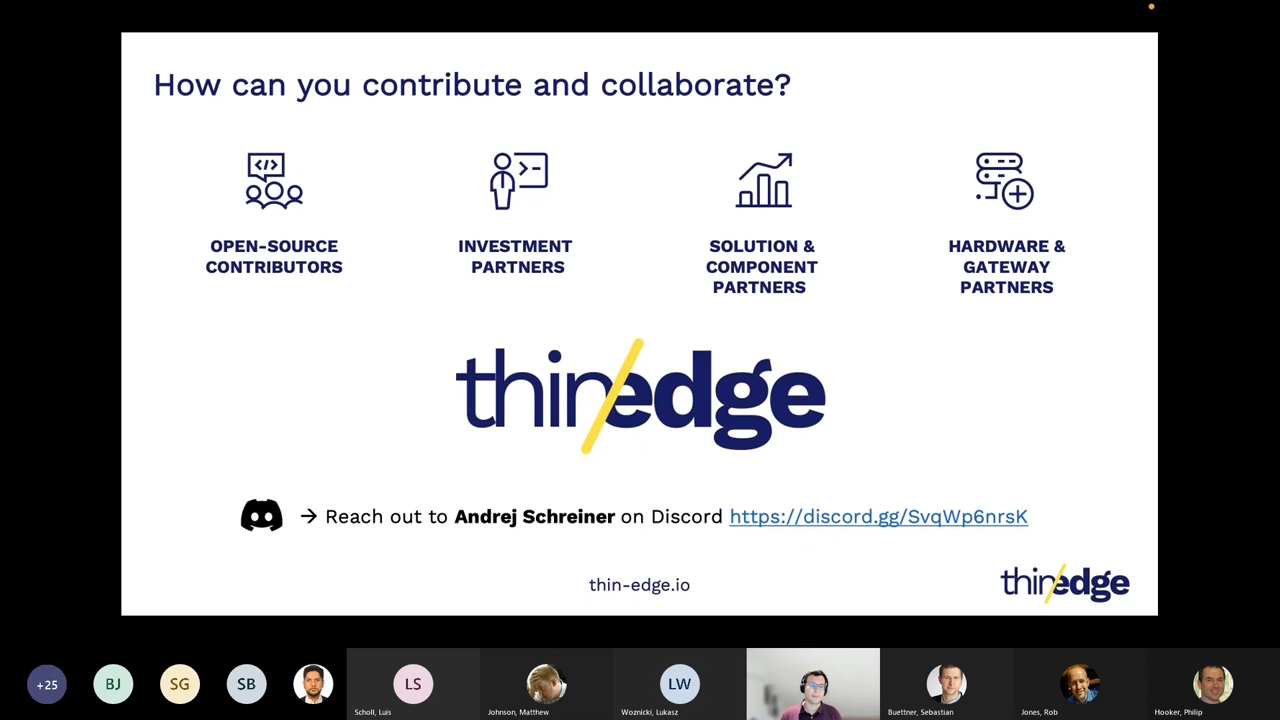 How can you contribute and collaborate?
</>
OPEN-SOURCE
CONTRIBUTORS
INVESTMENT
PARTNERS
SOLUTION &
COMPONENT
PARTNERS
HARDWARE &
GATEWAY
PARTNERS
thin/edge
→ Reach out to Andrej Schreiner on Discord https://discord.gg/SvqWp6nrsK
thin-edge.io
thin/edge
+25
BJ
SG
SB
LS
LW
Scholl, Luis
Johnson, Matthew
Woznicki, Lukasz
Buettner, Sebastian
Jones, Rob
Hooker, Philip